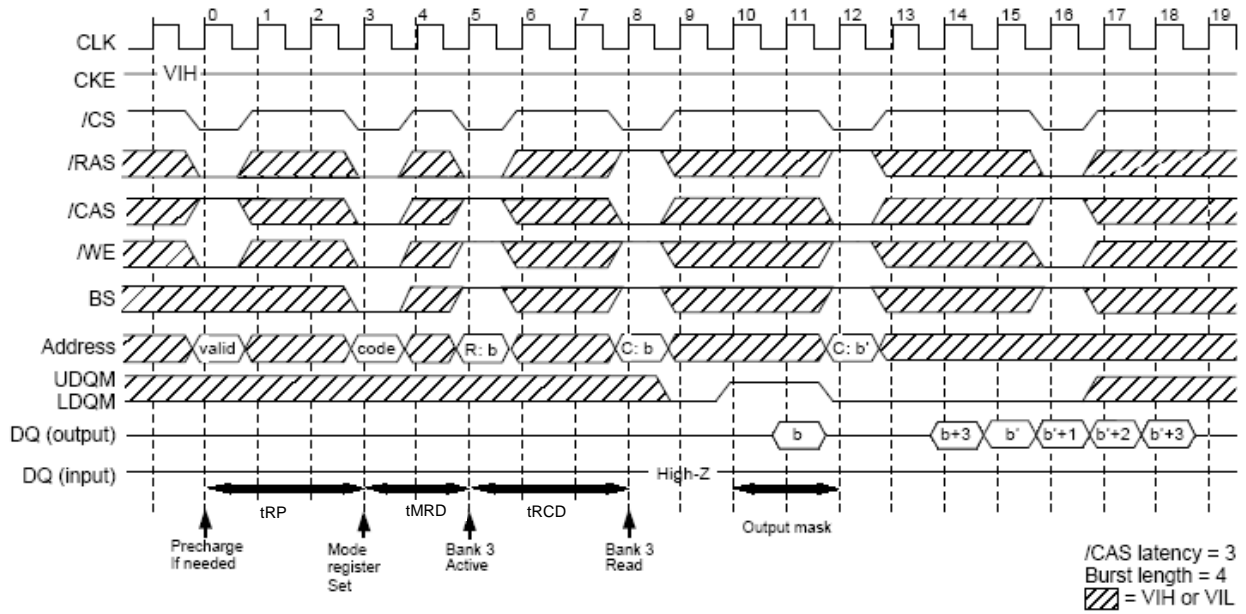 0 1 2 3 4 5 6 7 8 9 10 11 12 13 14 15 16 17 18 19
CLK
CKE VIH
/CS
/RAS
/CAS
/WE
BS
Address valid code R: b C: b C: b'
UDQM
LDQM
DQ (output) b b+3 b' b'+1 b'+2 b'+3
DQ (input) High-Z
tRP tMRD tRCD Output mask
Precharge
If needed
Mode
register
Set
Bank 3
Active
Bank 3
Read
/CAS latency = 3
Burst length = 4
= VIH or VIL